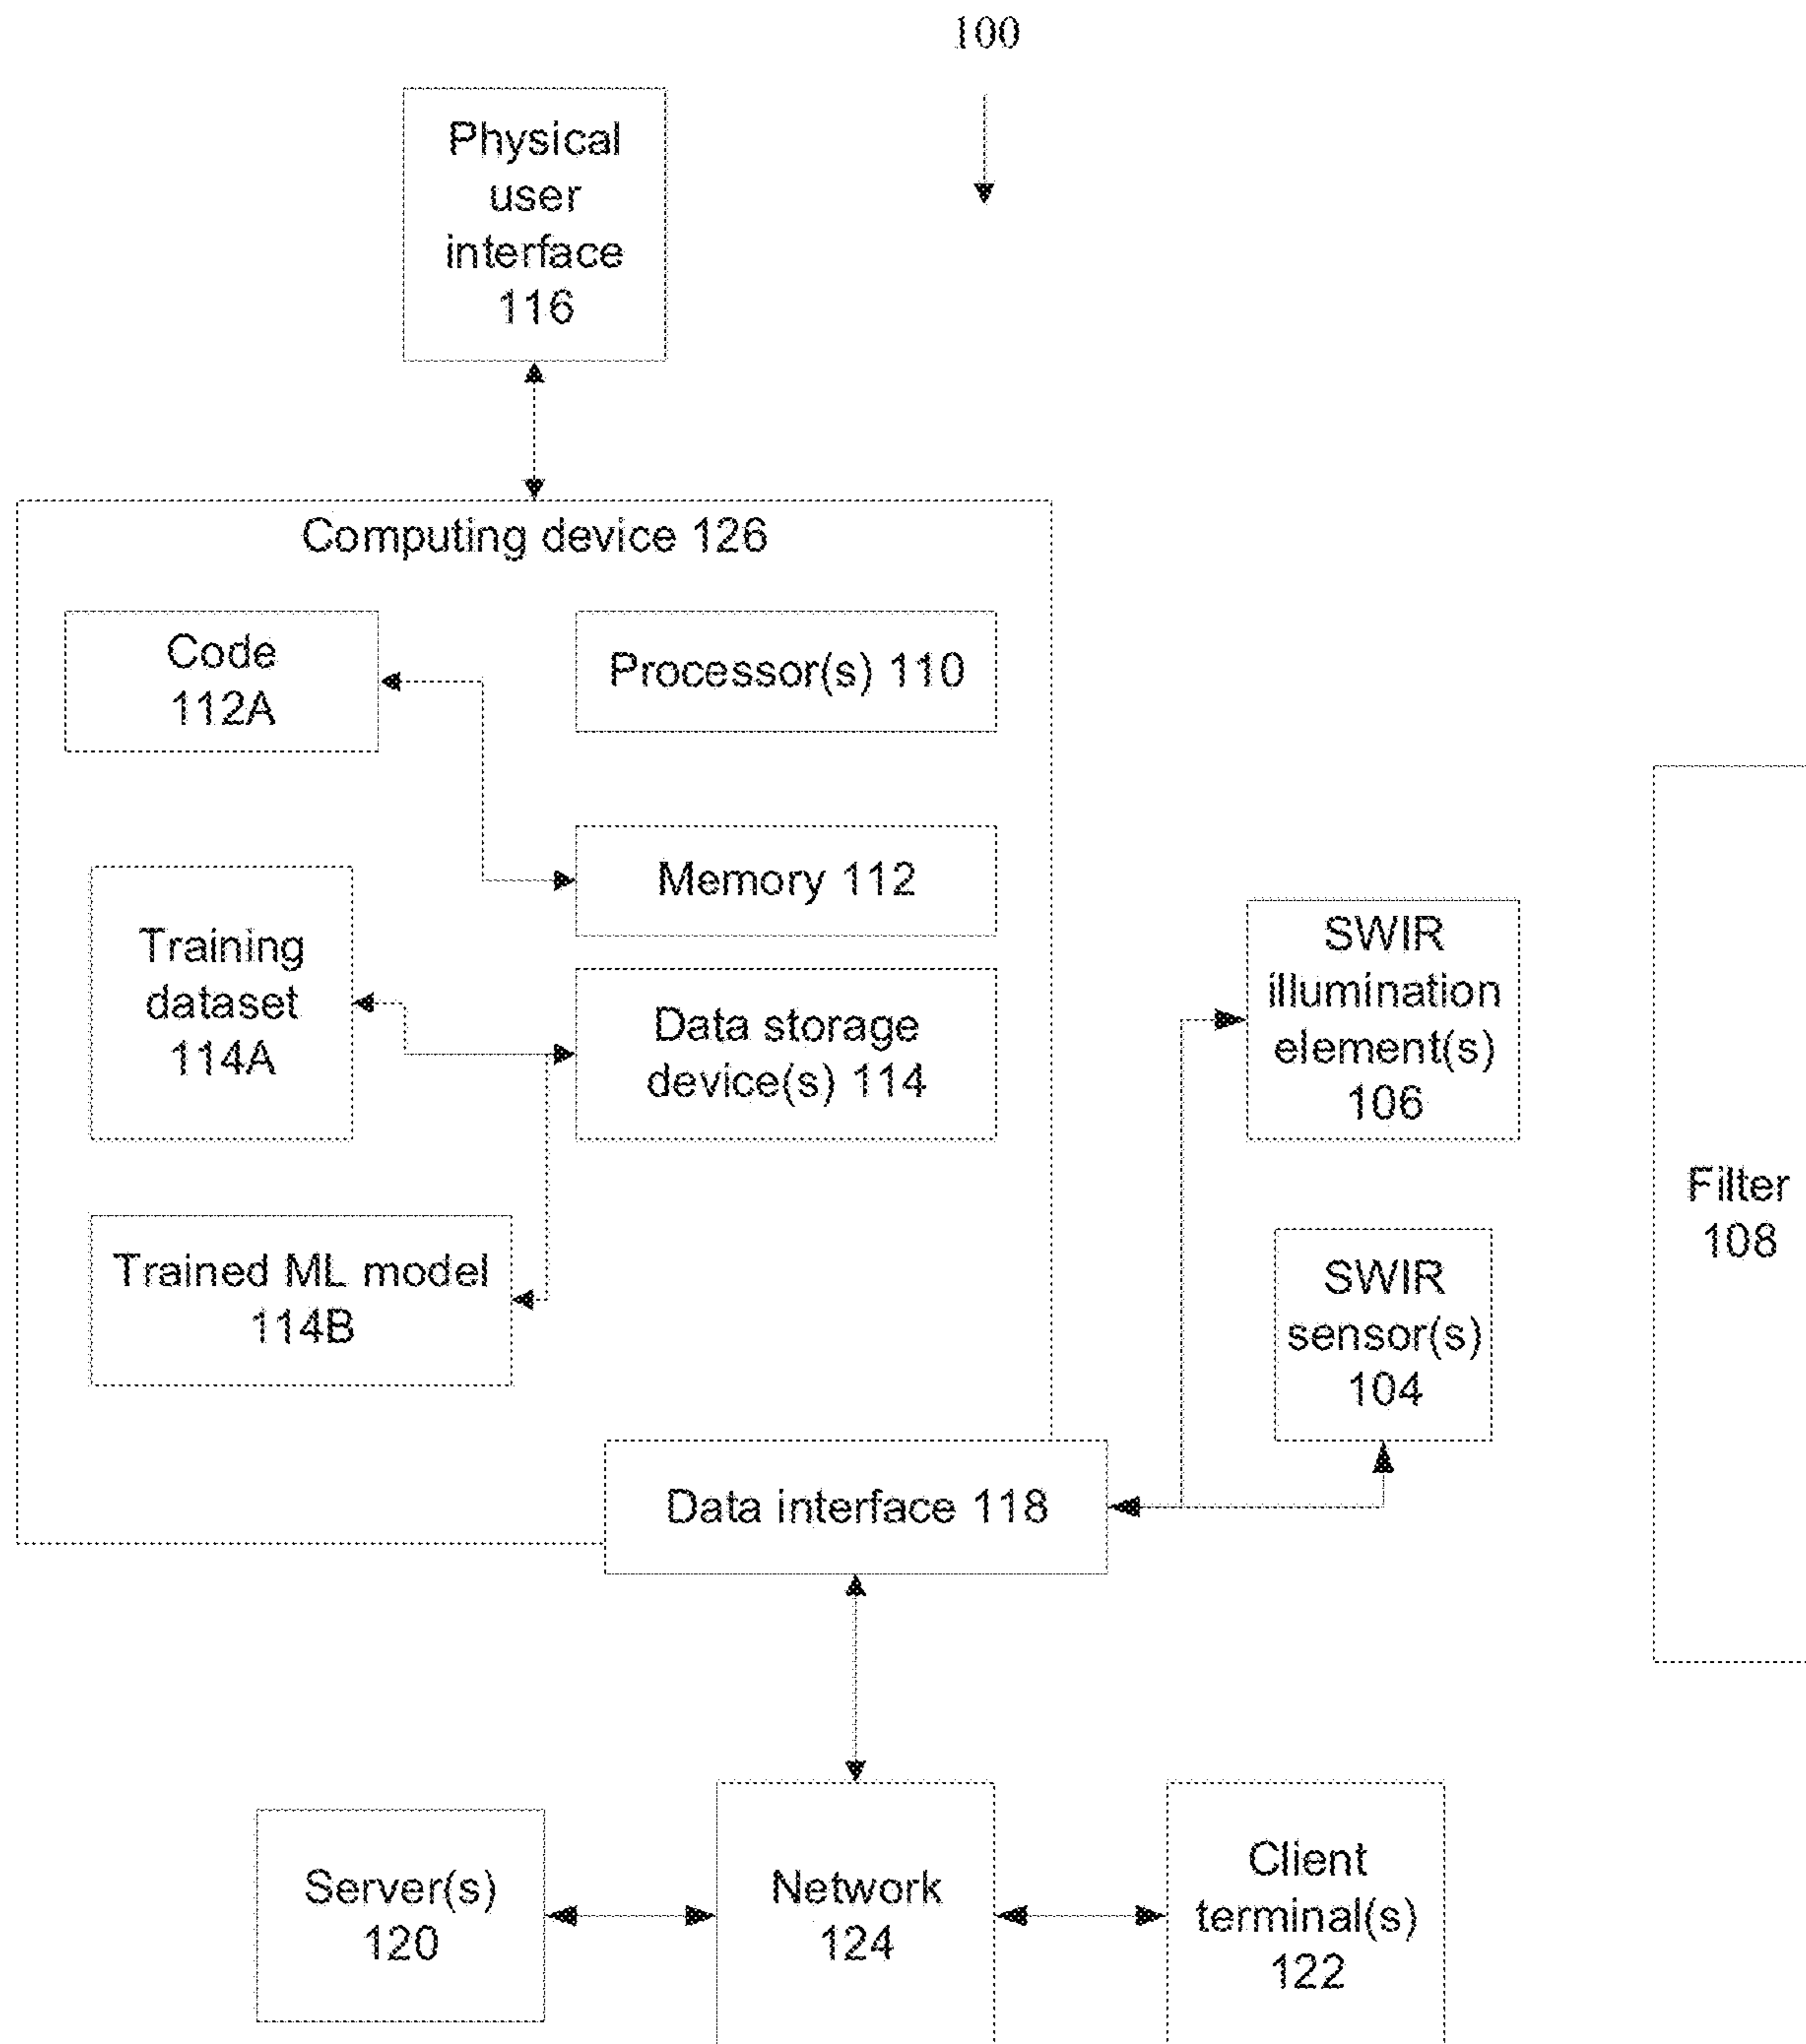 100
Physical
user
interface
116
Computing device 126
Code
112A
Processor(s) 110
Memory 112
Training
dataset
114A
Data storage
device(s) 114
Trained ML model
114B
SWIR
illumination
element(s)
106
SWIR
sensor(s)
104
Filter
108
Data interface 118
Server(s)
120
Network
124
Client
terminal(s)
122